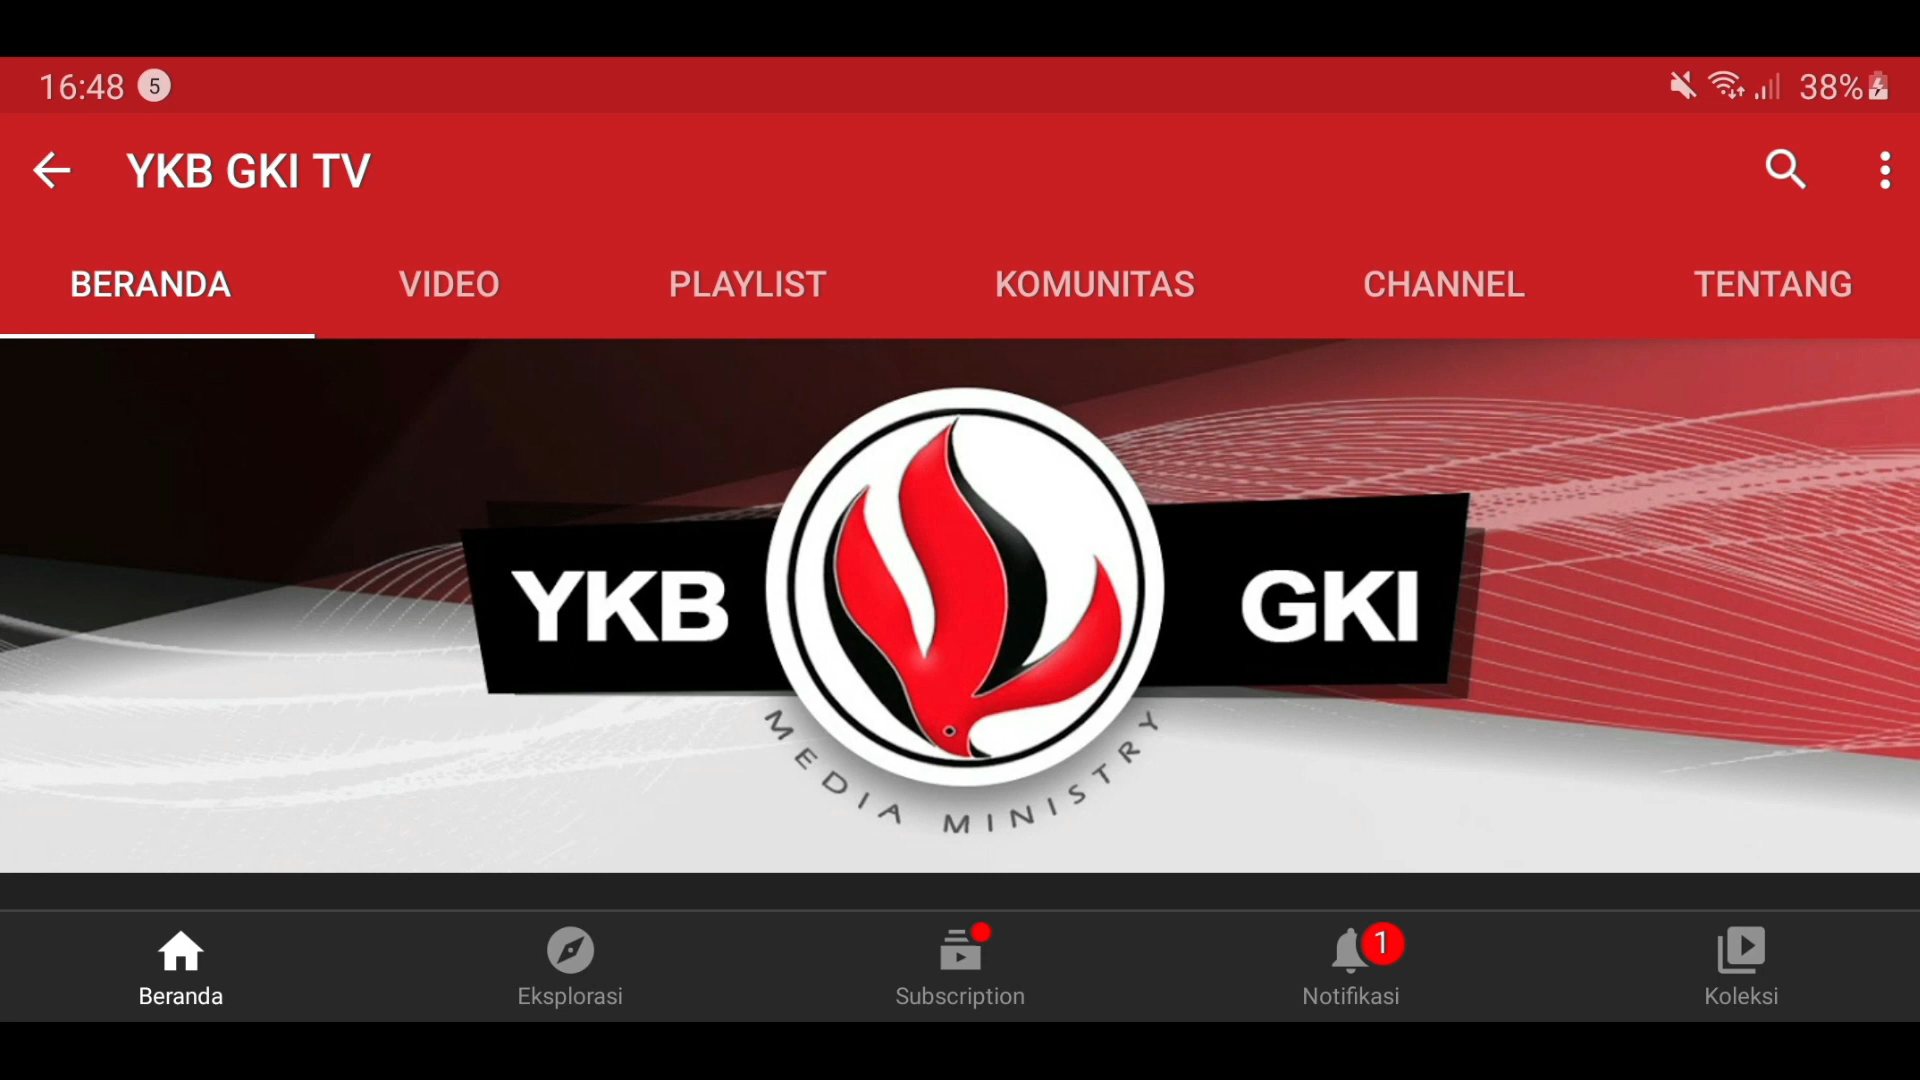 16:48 5 38%
YKB GKI TV
BERANDA VIDEO PLAYLIST KOMUNITAS CHANNEL TENTANG
YKB GKI
MEDIA MINISTRY
1
Beranda Eksplorasi Subscription Notifikasi Koleksi